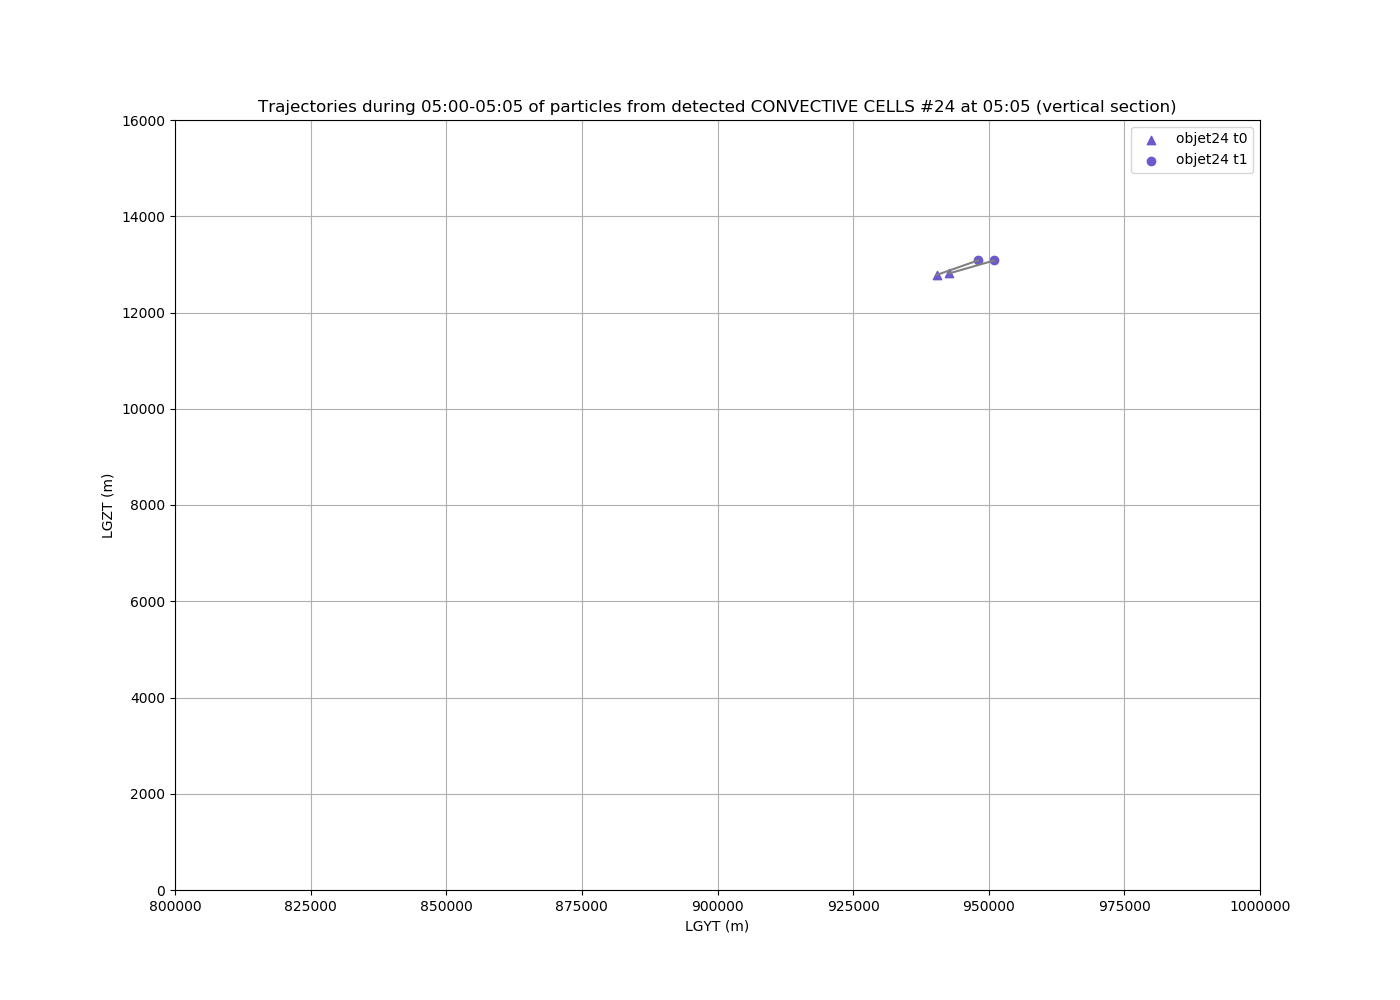 Trajectories during 05:00-05:05 of particles from detected CONVECTIVE CELLS #24 at 05:05 (vertical section)
objet24 t0
objet24 t1
16000
14000
12000
10000
8000
6000
4000
2000
0
LGZT (m)
800000 825000 850000 875000 900000 925000 950000 975000 1000000
LGYT (m)